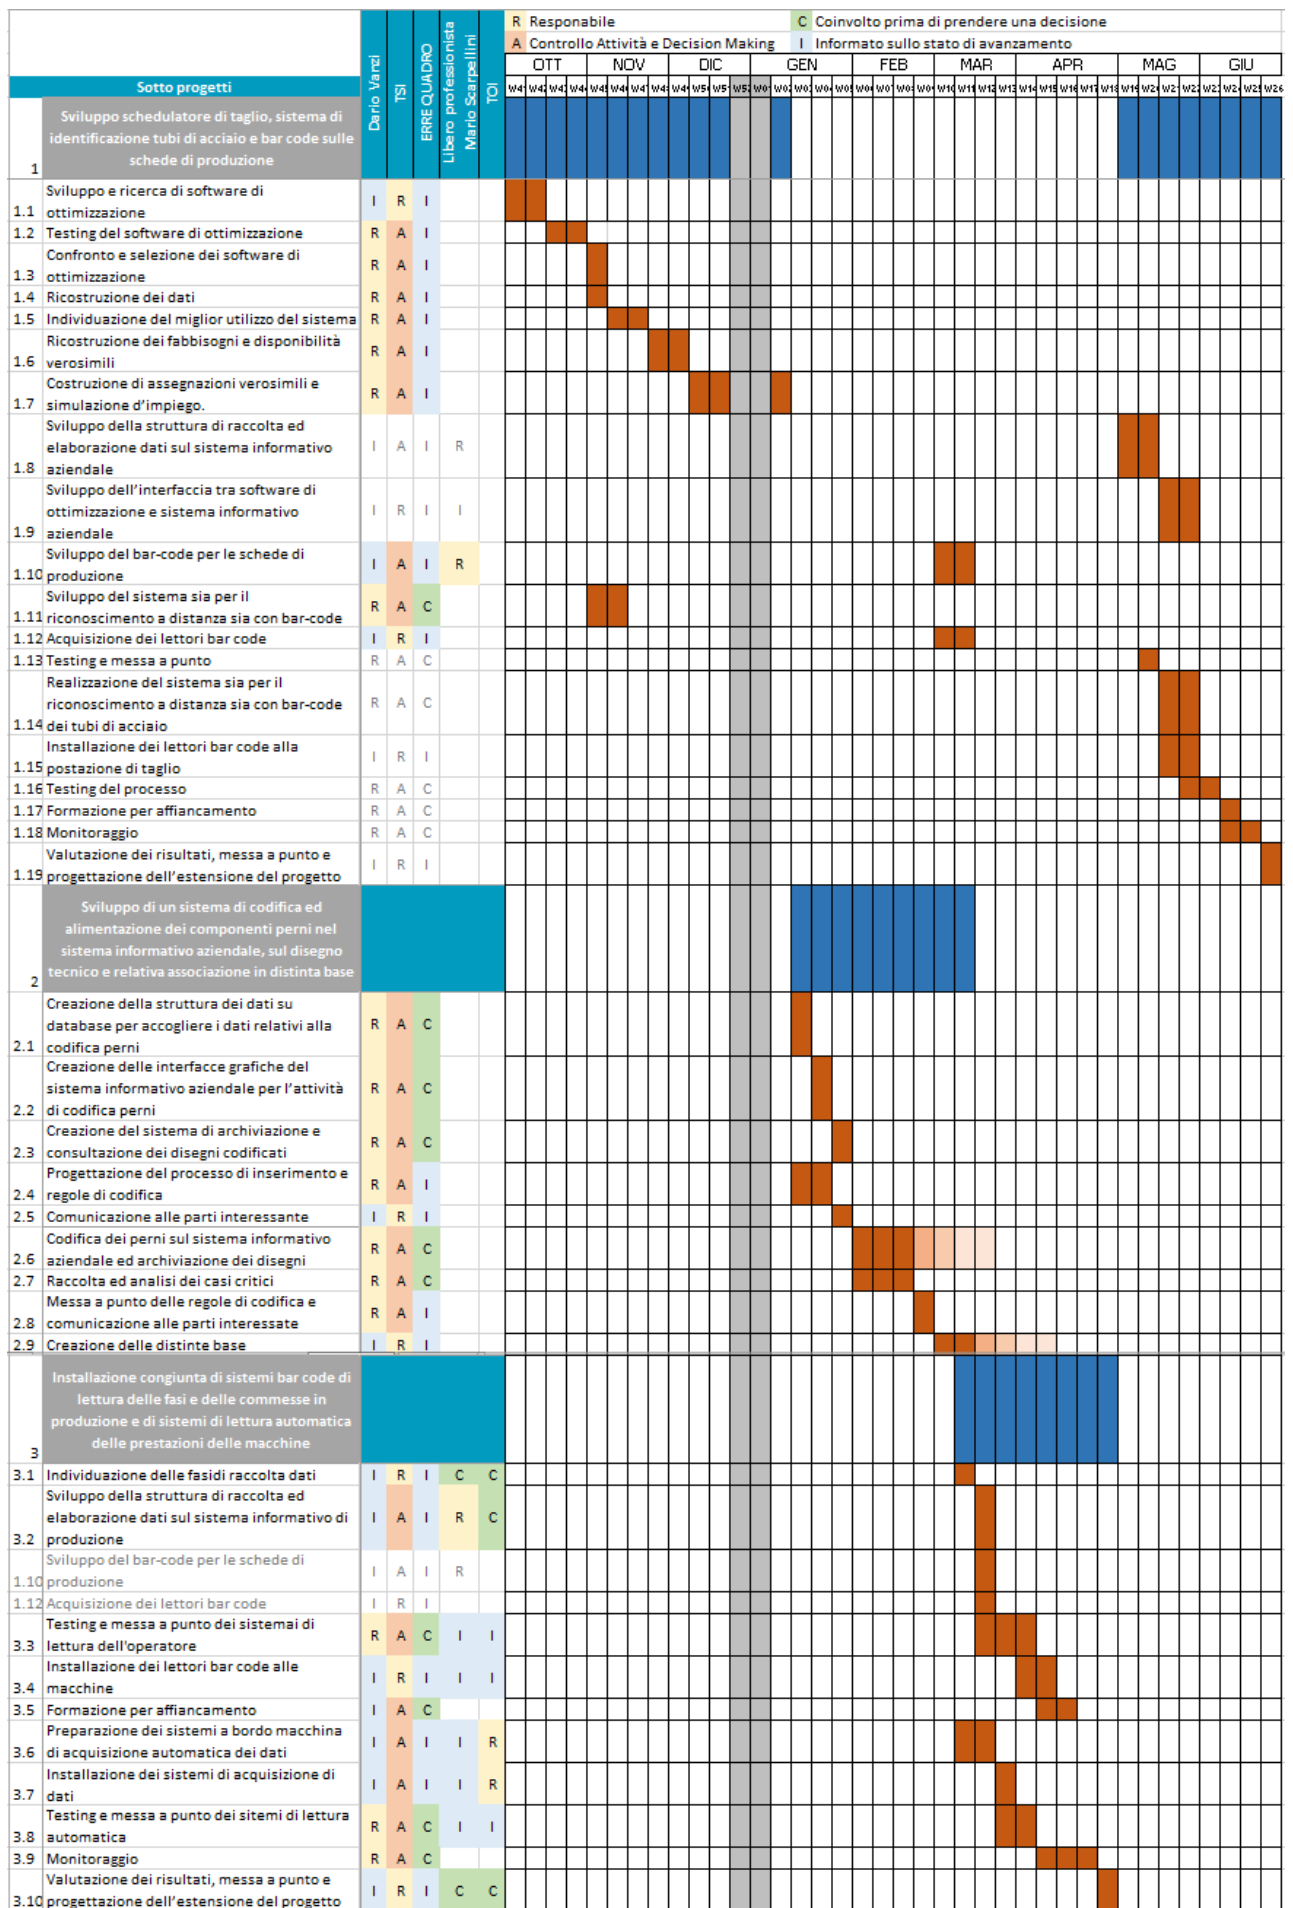 R Responabile C Coinvolto prima di prendere una decisione
A Controllo Attività e Decision Making I Informato sullo stato di avanzamento
OTT NOV DIC GEN FEB MAR APR MAG GIU
Sotto progetti
Dario Vanzi
TSI
ERRE QUADRO
Libero professionista
Mario Scarpellini
TOI
W42 W52 W12 W26
Sviluppo schedulatore di taglio, sistema di
identificazione tubi di acciaio e bar code sulle
schede di produzione
1
Sviluppo e ricerca di software di
1.1 ottimizzazione I R I
1.2 Testing del software di ottimizzazione R A I
Confronto e selezione dei software di
1.3 ottimizzazione R A I
1.4 Ricostruzione dei dati R A I
1.5 Individuazione del miglior utilizzo del sistema R A I
Ricostruzione dei fabbisogni e disponibilità
1.6 verosimili R A I
Costruzione di assegnazioni verosimili e
1.7 simulazione d'impiego. R A I
Sviluppo della struttura di raccolta ed
elaborazione dati sul sistema informativo I A I R
1.8 aziendale
Sviluppo dell'interfaccia tra software di
ottimizzazione e sistema informativo I R I I
1.9 aziendale
Sviluppo del bar-code per le schede di
1.10 produzione I A I R
Sviluppo del sistema sia per il
1.11 riconoscimento a distanza sia con bar-code R A C
1.12 Acquisizione dei lettori bar code I R I
1.13 Testing e messa a punto R A C
Realizzazione del sistema sia per il
riconoscimento a distanza sia con bar-code R A C
1.14 dei tubi di acciaio
Installazione dei lettori bar code alla
1.15 postazione di taglio I R I
1.16 Testing del processo R A C
1.17 Formazione per affiancamento R A C
1.18 Monitoraggio R A C
Valutazione dei risultati, messa a punto e
1.19 progettazione dell'estensione del progetto I R I
Sviluppo di un sistema di codifica ed
alimentazione dei componenti perni nel
sistema informativo aziendale, sul disegno
tecnico e relativa associazione in distinta base
2
Creazione della struttura dei dati su
database per accogliere i dati relativi alla R A C
2.1 codifica perni
Creazione delle interfacce grafiche del
sistema informativo aziendale per l'attività R A C
2.2 di codifica perni
Creazione del sistema di archiviazione e
2.3 consultazione dei disegni codificati R A C
Progettazione del processo di inserimento e
2.4 regole di codifica R A I
2.5 Comunicazione alle parti interessante I R I
Codifica dei perni sul sistema informativo
2.6 aziendale ed archiviazione dei disegni R A C
2.7 Raccolta ed analisi dei casi critici R A C
Messa a punto delle regole di codifica e
2.8 comunicazione alle parti interessate R A I
2.9 Creazione delle distinte base I R I
Installazione congiunta di sistemi bar code di
lettura delle fasi e delle commesse in
produzione e di sistemi di lettura automatica
delle prestazioni delle macchine
3
3.1 Individuazione delle fasidi raccolta dati I R I C C
Sviluppo della struttura di raccolta ed
elaborazione dati sul sistema informativo di I A I R C
3.2 produzione
Sviluppo del bar-code per le schede di
1.10 produzione I A I R
1.12 Acquisizione dei lettori bar code I R I
Testing e messa a punto dei sistemai di
3.3 lettura dell'operatore R A C I I
Installazione dei lettori bar code alle
3.4 macchine I R I I I
3.5 Formazione per affiancamento I A C
Preparazione dei sistemi a bordo macchina
3.6 di acquisizione automatica dei dati I A I I R
Installazione dei sistemi di acquisizione di
3.7 dati I A I I R
Testing e messa a punto dei sitemi di lettura
3.8 automatica R A C I I
3.9 Monitoraggio R A C
Valutazione dei risultati, messa a punto e
3.10 progettazione dell'estensione del progetto I R I C C